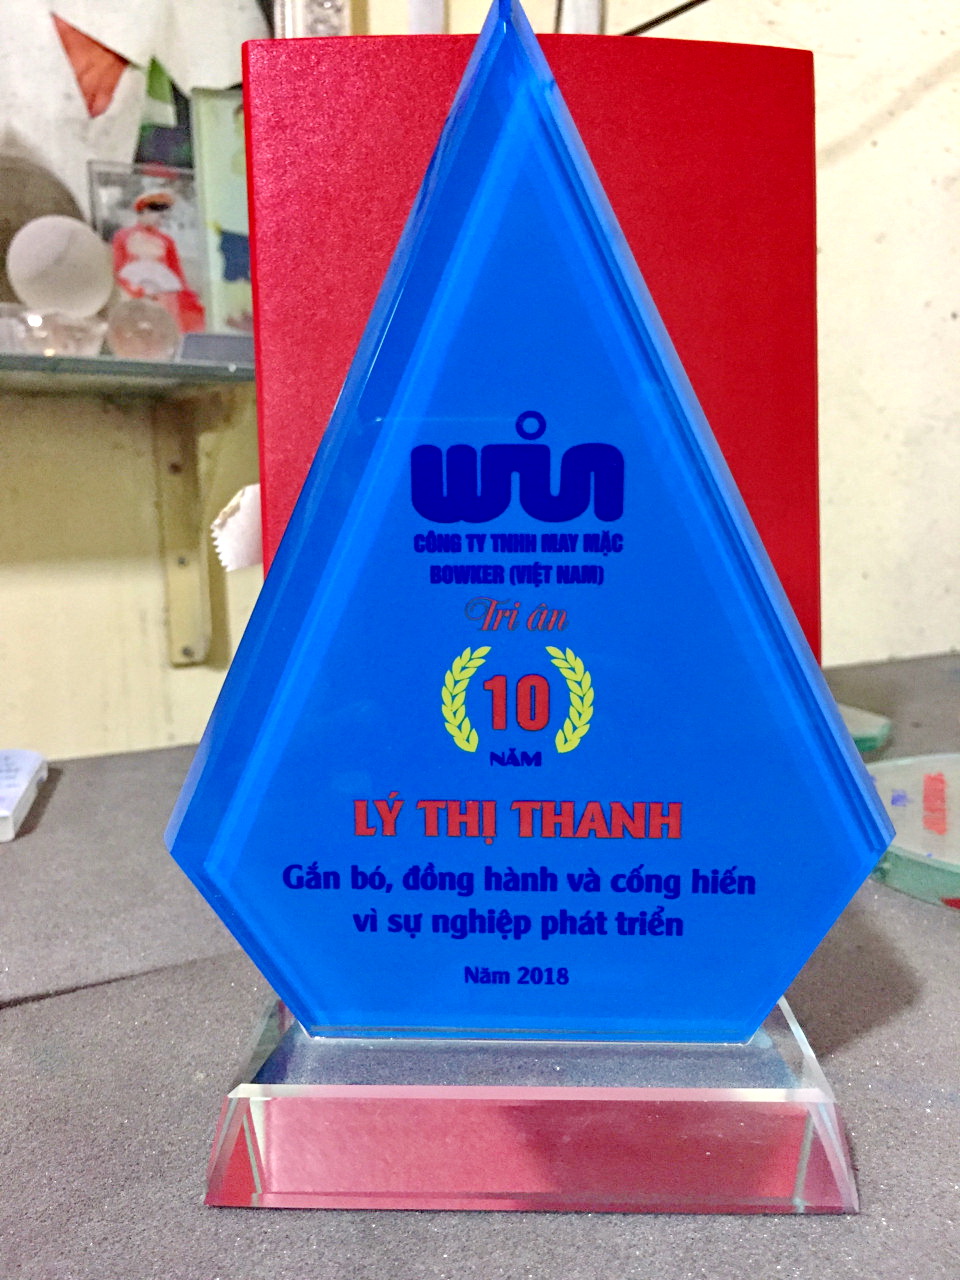 win
CÔNG TY TNHH MAY MẶC
BOWKER (VIỆT NAM)
Tri ân
10
NĂM
LÝ THỊ THANH
Gắn bó, đồng hành và cống hiến
vì sự nghiệp phát triển
Năm 2018